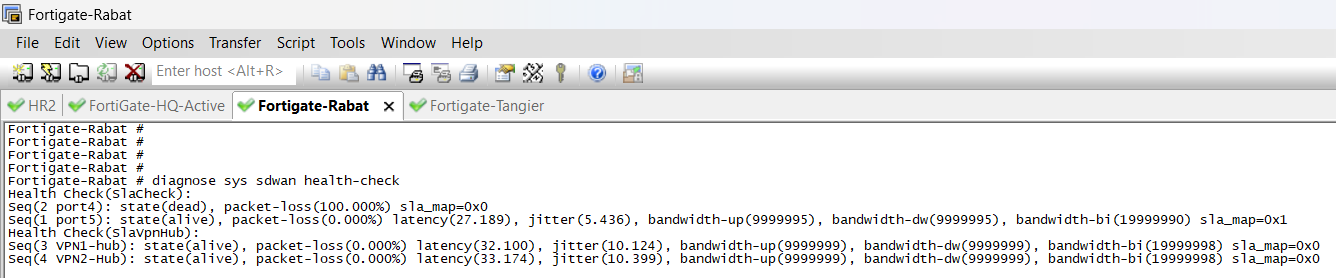 Fortigate-Rabat
File Edit View Options Transfer Script Tools Window Help
Enter host <Alt+R>
HR2 FortiGate-HQ-Active Fortigate-Rabat × Fortigate-Tangier
Fortigate-Rabat #
Fortigate-Rabat #
Fortigate-Rabat #
Fortigate-Rabat #
Fortigate-Rabat # diagnose sys sdwan health-check
Health Check(SlaCheck):
Seq(2 port4): state(dead), packet-loss(100.000%) sla_map=0x0
Seq(1 port5): state(alive), packet-loss(0.000%) latency(27.189), jitter(5.436), bandwidth-up(9999995), bandwidth-dw(9999995), bandwidth-bi(19999990) sla_map=0x1
Health Check(SlaVpnHub):
Seq(3 VPN1-hub): state(alive), packet-loss(0.000%) latency(32.100), jitter(10.124), bandwidth-up(9999999), bandwidth-dw(9999999), bandwidth-bi(19999998) sla_map=0x0
Seq(4 VPN2-Hub): state(alive), packet-loss(0.000%) latency(33.174), jitter(10.399), bandwidth-up(9999999), bandwidth-dw(9999999), bandwidth-bi(19999998) sla_map=0x0